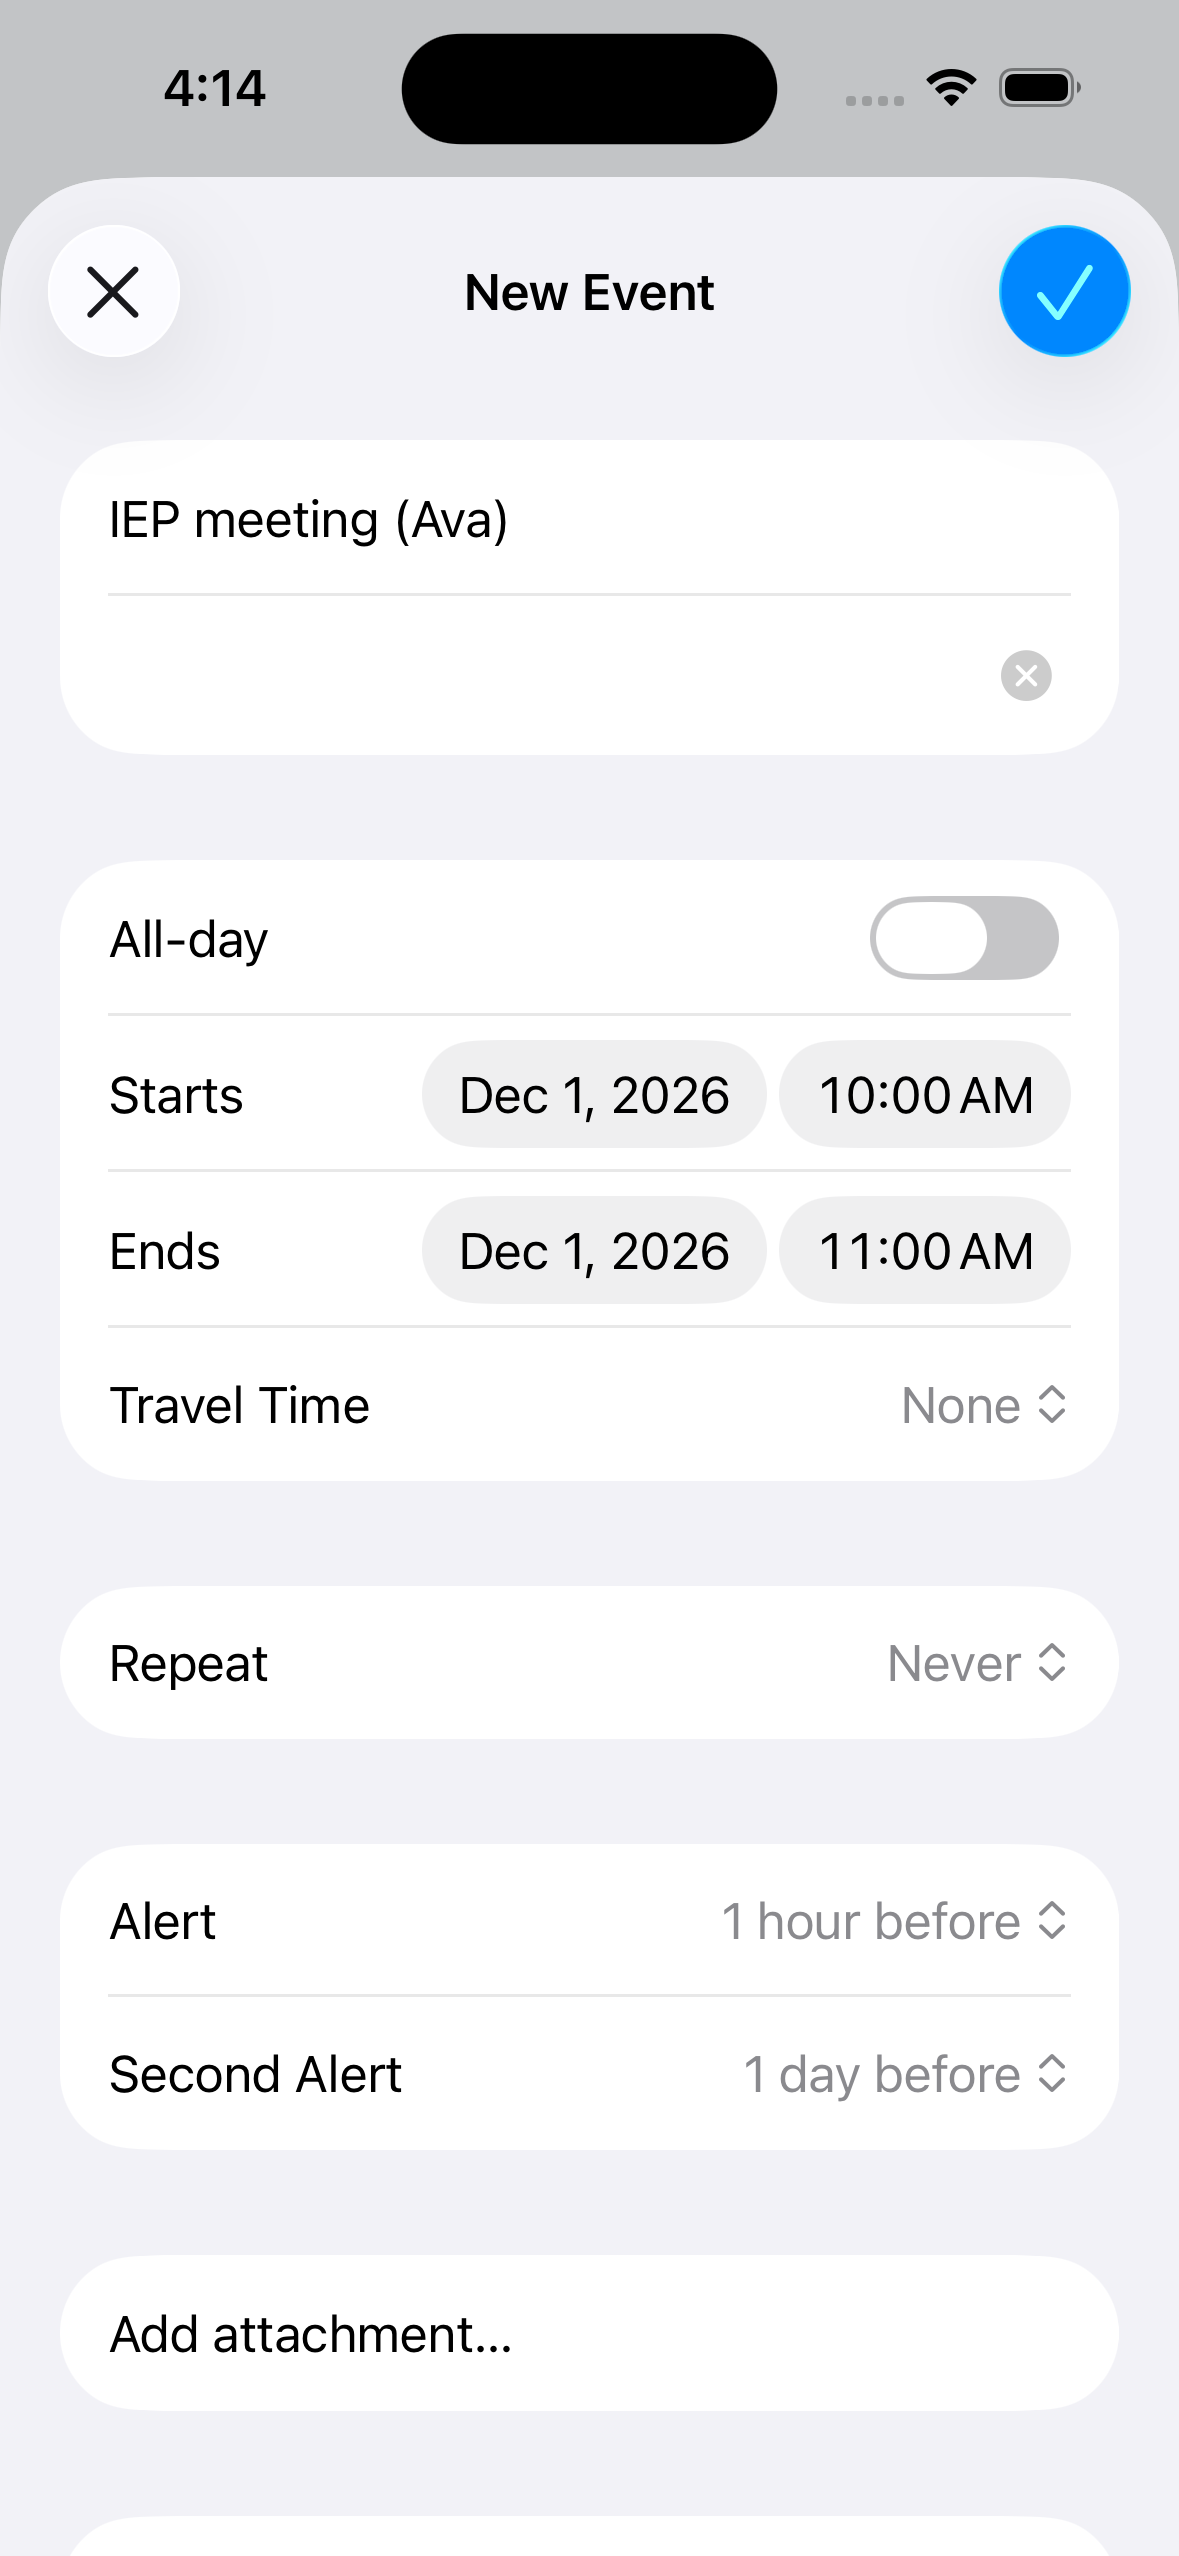 4:14
New Event
IEP meeting (Ava)
All-day
Starts Dec 1, 2026 10:00 AM
Ends Dec 1, 2026 11:00 AM
Travel Time None
Repeat Never
Alert 1 hour before
Second Alert 1 day before
Add attachment...